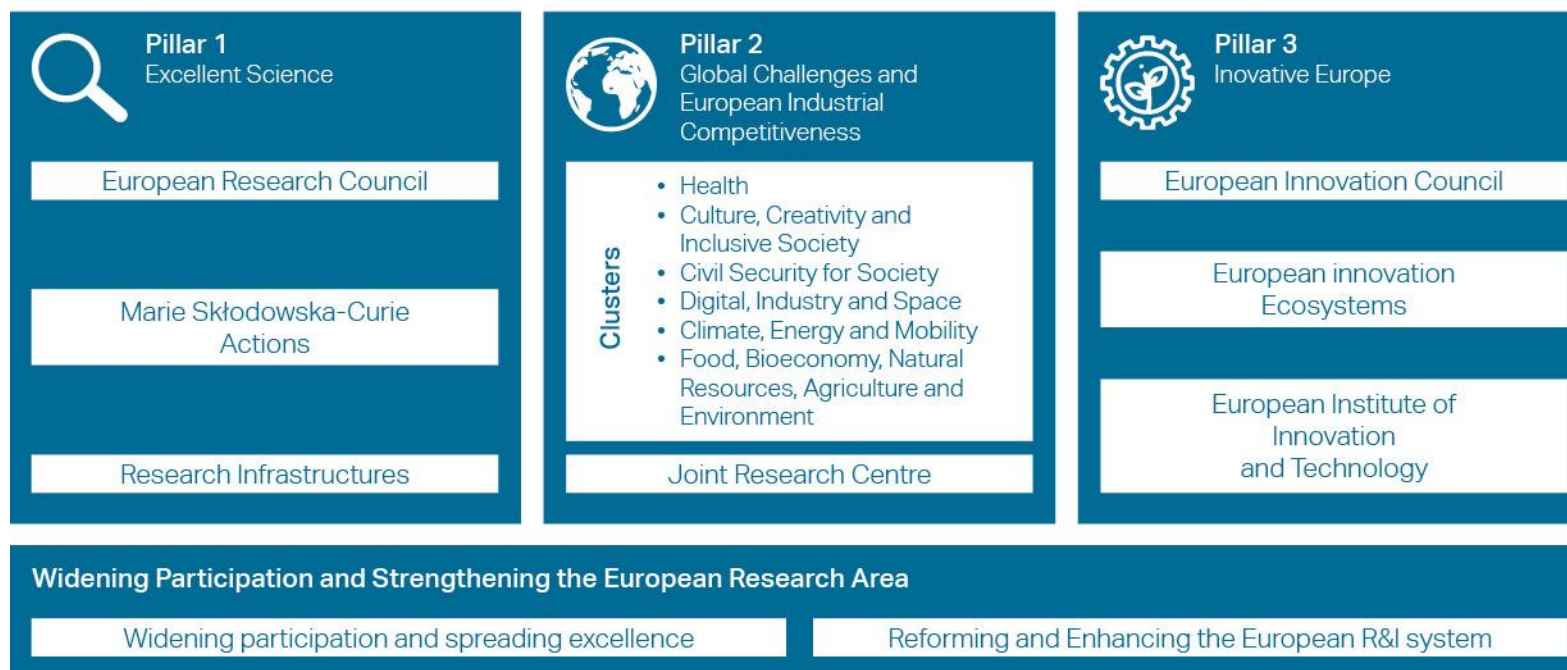 Pillar 1
Excellent Science
European Research Council
Marie Skłodowska-Curie
Actions
Research Infrastructures
Pillar 2
Global Challenges and
European Industrial
Competitiveness
Clusters
• Health
• Culture, Creativity and
Inclusive Society
• Civil Security for Society
• Digital, Industry and Space
• Climate, Energy and Mobility
• Food, Bioeconomy, Natural
Resources, Agriculture and
Environment
Joint Research Centre
Pillar 3
Inovative Europe
European Innovation Council
European innovation
Ecosystems
European Institute of
Innovation
and Technology
Widening Participation and Strengthening the European Research Area
Widening participation and spreading excellence
Reforming and Enhancing the European R&I system